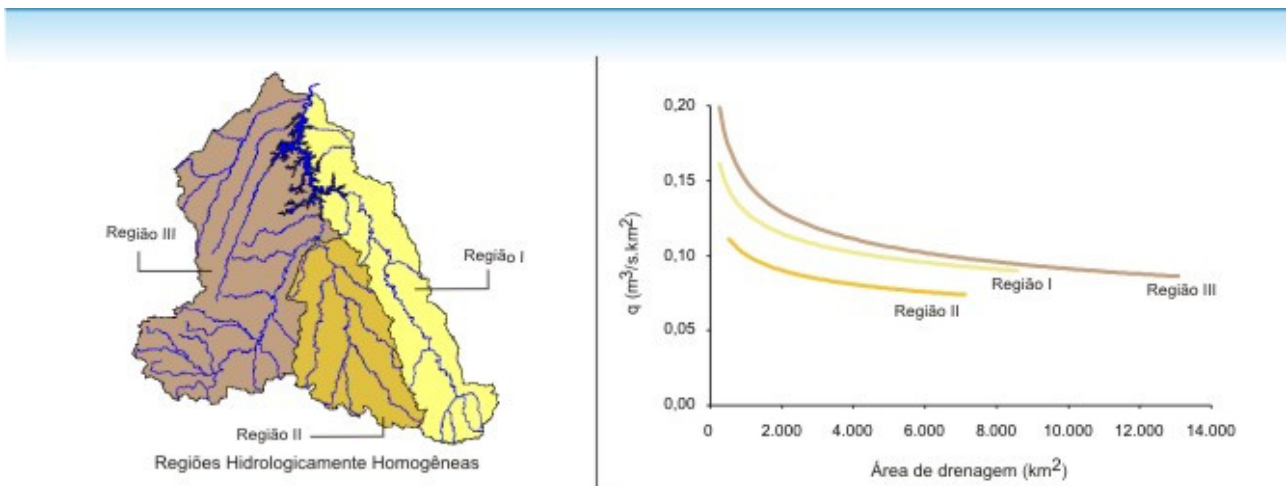 Região III
Região I
Região II
Regiões Hidrologicamente Homogêneas
q (m³/s.km²)
0,20
0,15
0,10
0,05
0,00
0
2.000
4.000
6.000
8.000
10.000
12.000
14.000
Região I
Região II
Região III
Área de drenagem (km²)